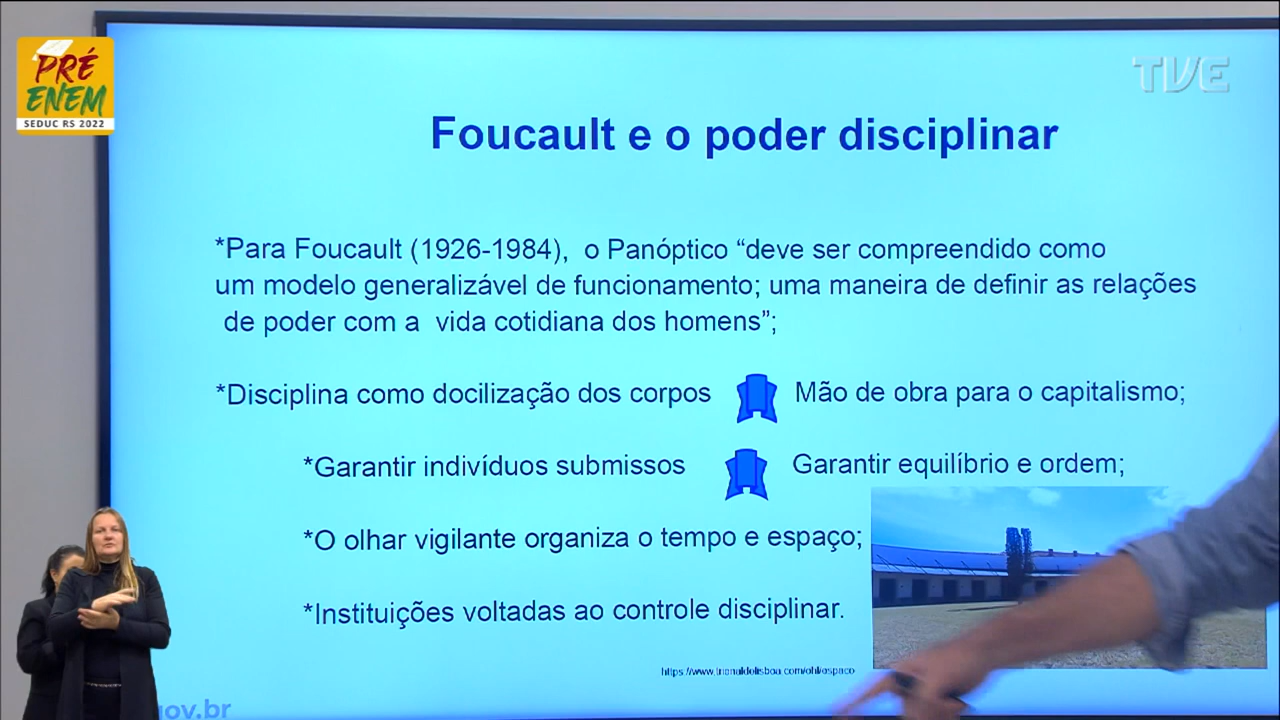 PRÉ
ENEM
SEDUC RS 2022
TVE
Foucault e o poder disciplinar
*Para Foucault (1926-1984), o Panóptico “deve ser compreendido como
um modelo generalizável de funcionamento; uma maneira de definir as relações
de poder com a vida cotidiana dos homens”;
*Disciplina como docilização dos corpos Mão de obra para o capitalismo;
*Garantir indivíduos submissos Garantir equilíbrio e ordem;
*O olhar vigilante organiza o tempo e espaço;
*Instituições voltadas ao controle disciplinar.
gov.br